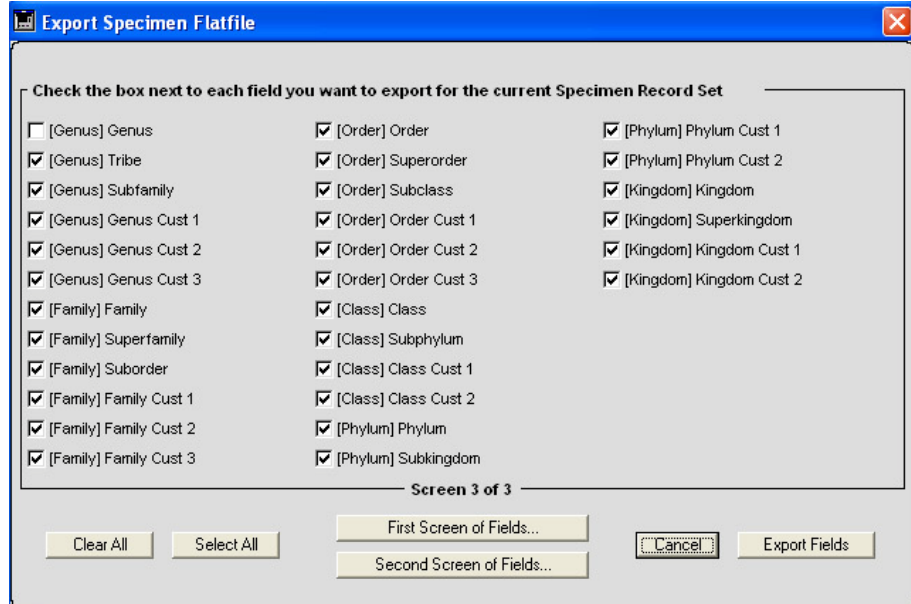 Export Specimen Flatfile
Check the box next to each field you want to export for the current Specimen Record Set
[Genus] Genus
[Genus] Tribe
[Genus] Subfamily
[Genus] Genus Cust 1
[Genus] Genus Cust 2
[Genus] Genus Cust 3
[Family] Family
[Family] Superfamily
[Family] Suborder
[Family] Family Cust 1
[Family] Family Cust 2
[Family] Family Cust 3
[Order] Order
[Order] Superorder
[Order] Subclass
[Order] Order Cust 1
[Order] Order Cust 2
[Order] Order Cust 3
[Class] Class
[Class] Subphylum
[Class] Class Cust 1
[Class] Class Cust 2
[Phylum] Phylum
[Phylum] Subkingdom
[Phylum] Phylum Cust 1
[Phylum] Phylum Cust 2
[Kingdom] Kingdom
[Kingdom] Superkingdom
[Kingdom] Kingdom Cust 1
[Kingdom] Kingdom Cust 2
Screen 3 of 3
Clear All
Select All
First Screen of Fields...
Second Screen of Fields...
Cancel
Export Fields